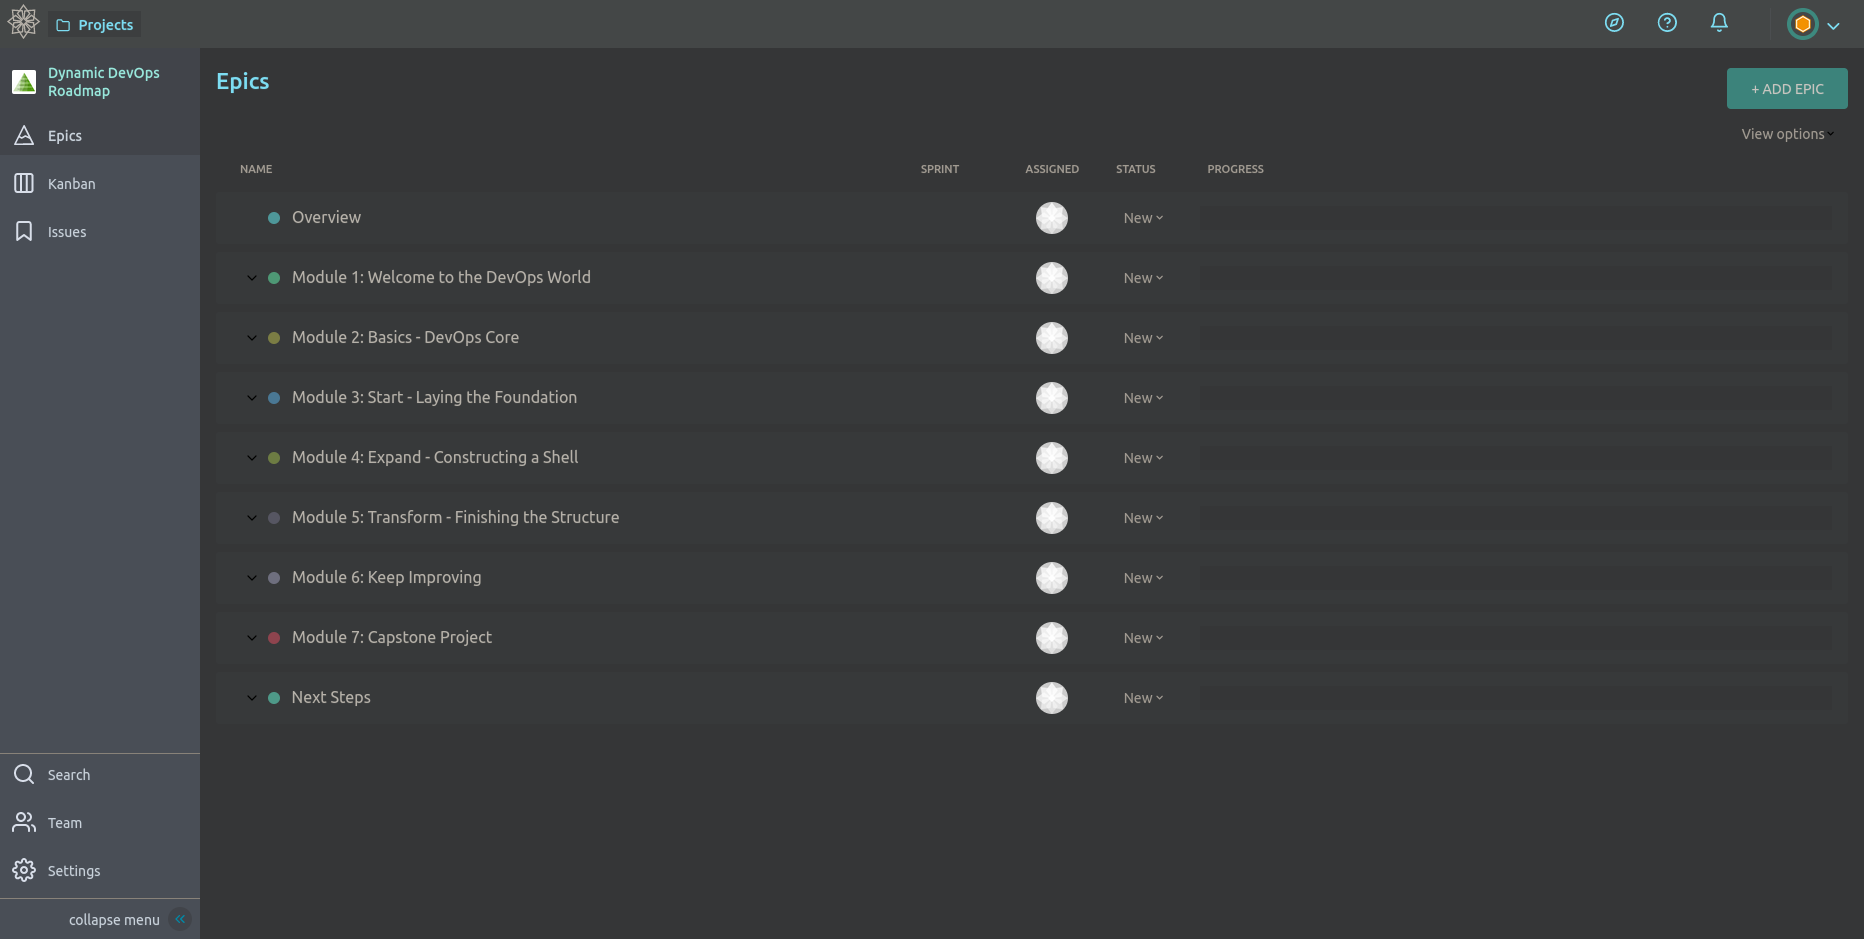 Projects
Dynamic DevOps
Roadmap
Epics
Kanban
Issues
Search
Team
Settings
collapse menu
Epics
+ ADD EPIC
View options
NAME SPRINT ASSIGNED STATUS PROGRESS
Overview New
Module 1: Welcome to the DevOps World New
Module 2: Basics - DevOps Core New
Module 3: Start - Laying the Foundation New
Module 4: Expand - Constructing a Shell New
Module 5: Transform - Finishing the Structure New
Module 6: Keep Improving New
Module 7: Capstone Project New
Next Steps New